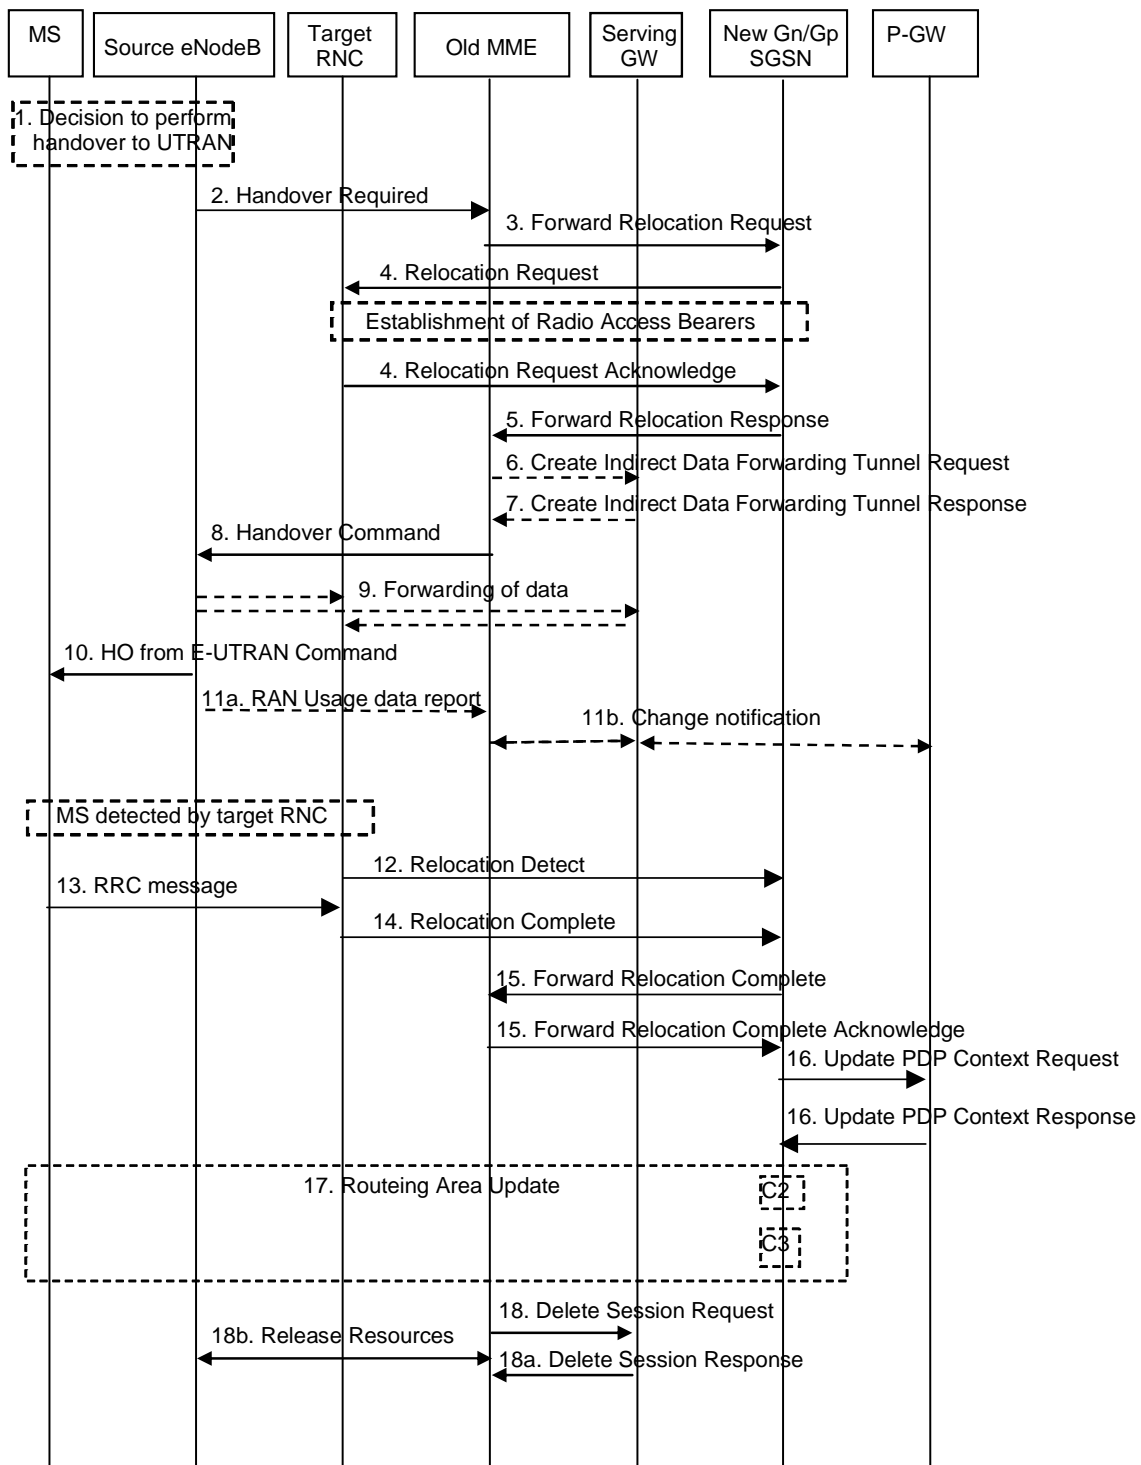 MS
Source eNodeB
Target
RNC
Old MME
Serving
GW
New Gn/Gp
SGSN
P-GW
1. Decision to perform
handover to UTRAN
2. Handover Required
3. Forward Relocation Request
4. Relocation Request
Establishment of Radio Access Bearers
4. Relocation Request Acknowledge
5. Forward Relocation Response
6. Create Indirect Data Forwarding Tunnel Request
7. Create Indirect Data Forwarding Tunnel Response
8. Handover Command
9. Forwarding of data
10. HO from E-UTRAN Command
11a. RAN Usage data report
11b. Change notification
MS detected by target RNC
12. Relocation Detect
13. RRC message
14. Relocation Complete
15. Forward Relocation Complete
15. Forward Relocation Complete Acknowledge
16. Update PDP Context Request
16. Update PDP Context Response
17. Routeing Area Update
C2
C3
18. Delete Session Request
18b. Release Resources
18a. Delete Session Response